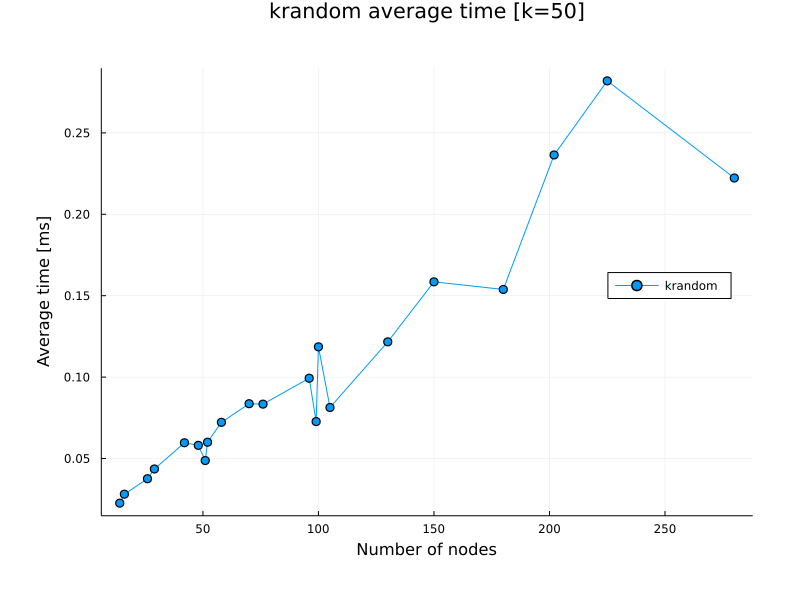 krandom average time [k=50]
0.25
0.20
0.15
0.10
0.05
Average time [ms]
krandom
50 100 150 200 250
Number of nodes